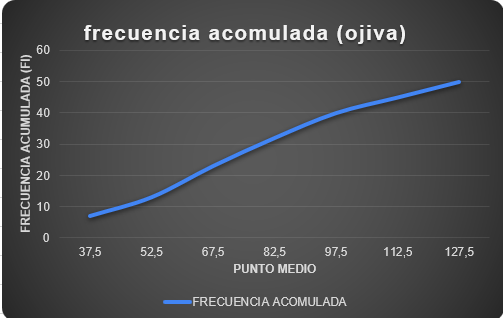 frecuencia acomulada (ojiva)
FRECUENCIA ACUMULADA (FI)
60
50
40
30
20
10
0
37,5 52,5 67,5 82,5 97,5 112,5 127,5
PUNTO MEDIO
FRECUENCIA ACOMULADA